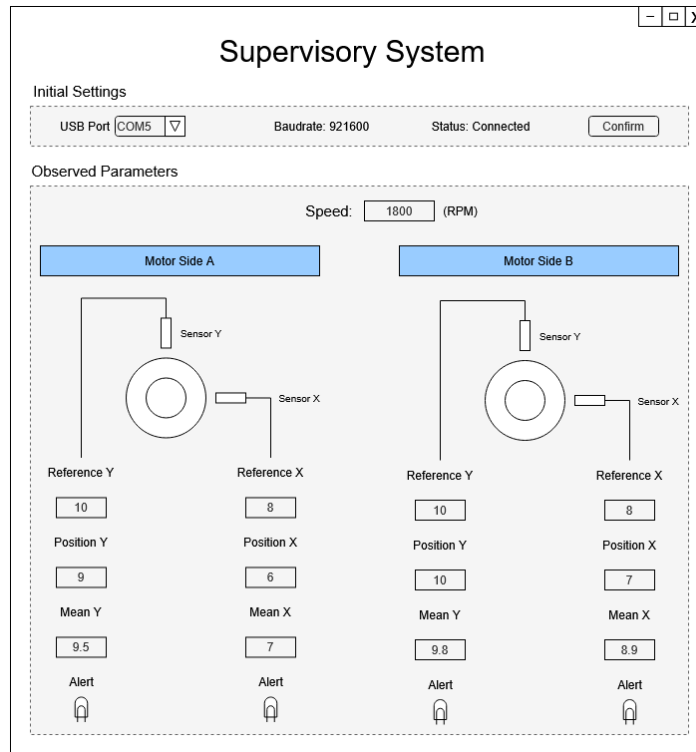 Supervisory System
Initial Settings
USB Port COM5 Baudrate: 921600 Status: Connected Confirm
Observed Parameters
Speed: 1800 (RPM)
Motor Side A Motor Side B
Sensor Y Sensor Y
Sensor X Sensor X
Reference Y Reference X Reference Y Reference X
10 8 10 8
Position Y Position X Position Y Position X
9 6 10 7
Mean Y Mean X Mean Y Mean X
9.5 7 9.8 8.9
Alert Alert Alert Alert